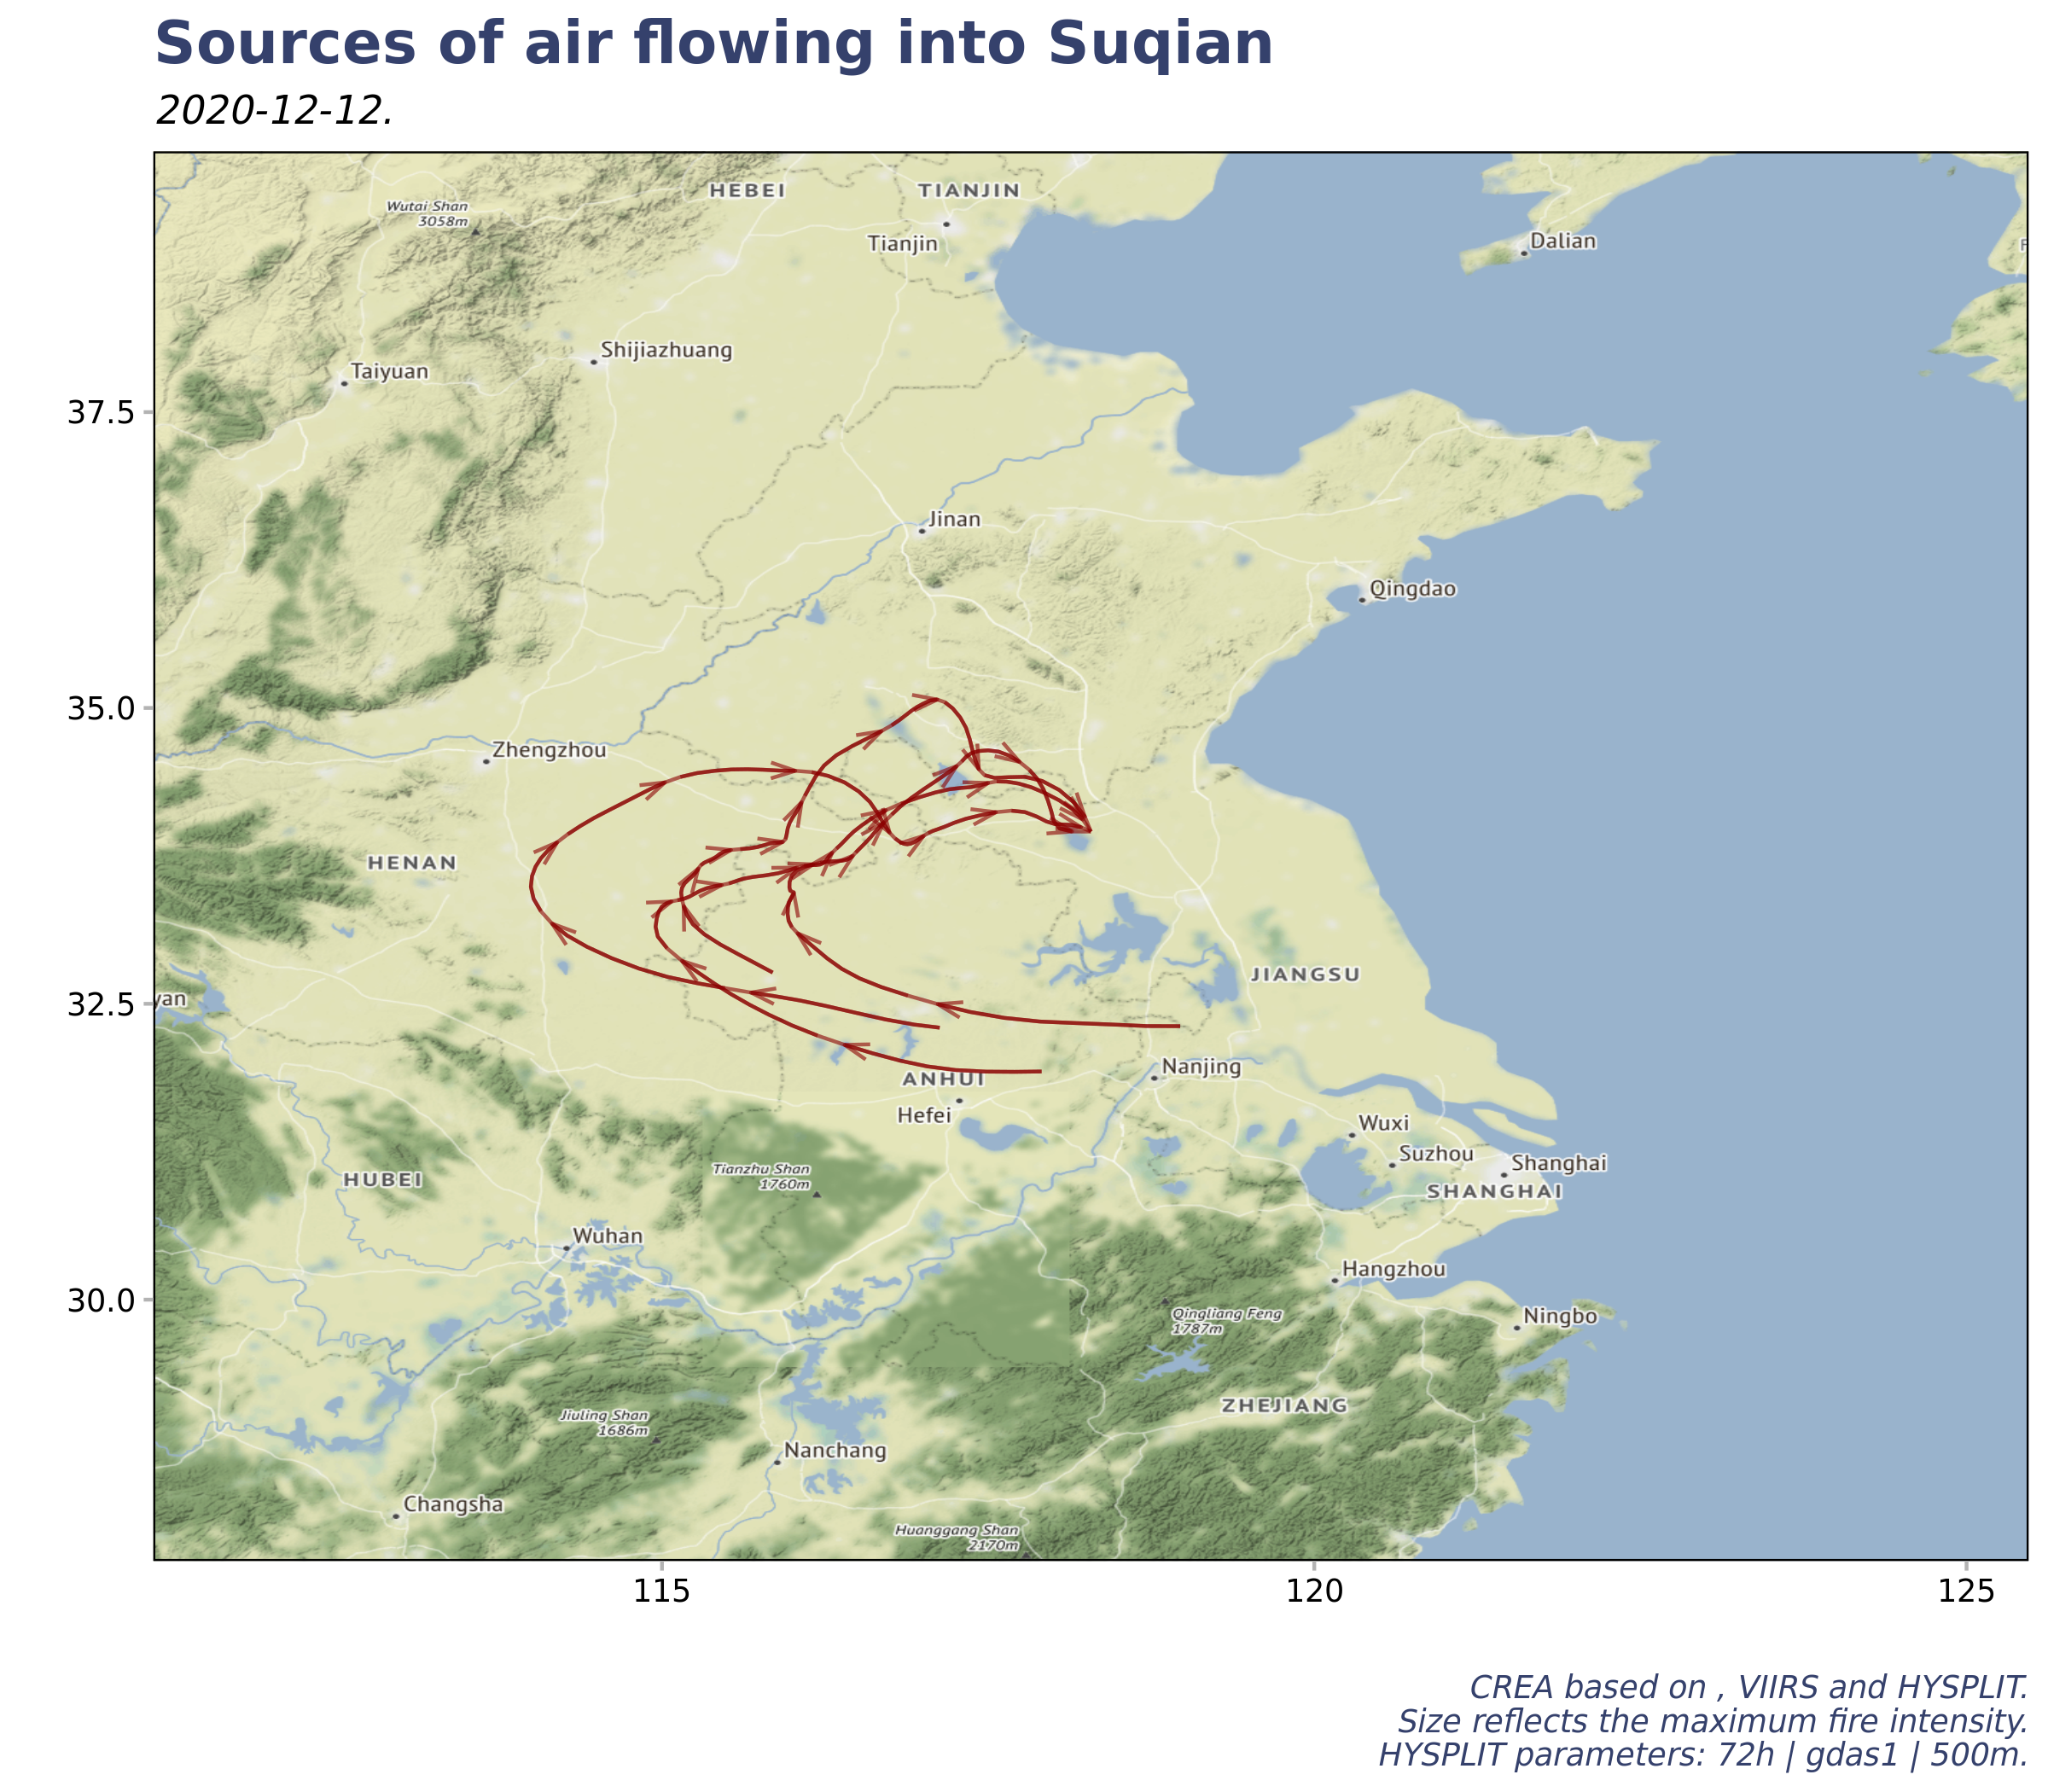 Sources of air flowing into Suqian
2020-12-12.
HEBEI
TIANJIN
Wutai Shan
3058m
Tianjin
Dalian
Shijiazhuang
Taiyuan
37.5
Jinan
Qingdao
35.0
Zhengzhou
HENAN
JIANGSU
32.5
yan
Nanjing
ANHUI
Hefei
Wuxi
Suzhou
Shanghai
SHANGHAI
Tianzhu Shan
1760m
HUBEI
Wuhan
Hangzhou
30.0
Qingliang Feng
1787m
Ningbo
ZHEJIANG
Jiuling Shan
1686m
Nanchang
Changsha
Huanggang Shan
2170m
115
120
125
CREA based on , VIIRS and HYSPLIT.
Size reflects the maximum fire intensity.
HYSPLIT parameters: 72h | gdas1 | 500m.